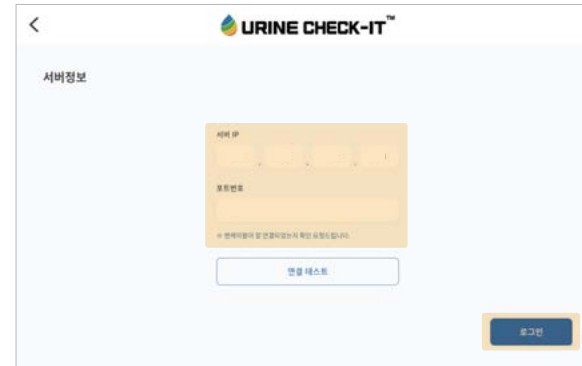 URINE CHECK-IT™
서버정보
서버 IP
포트번호
※ 랜케이블이 잘 연결되었는지 확인 요청드립니다.
연결 테스트
로그인